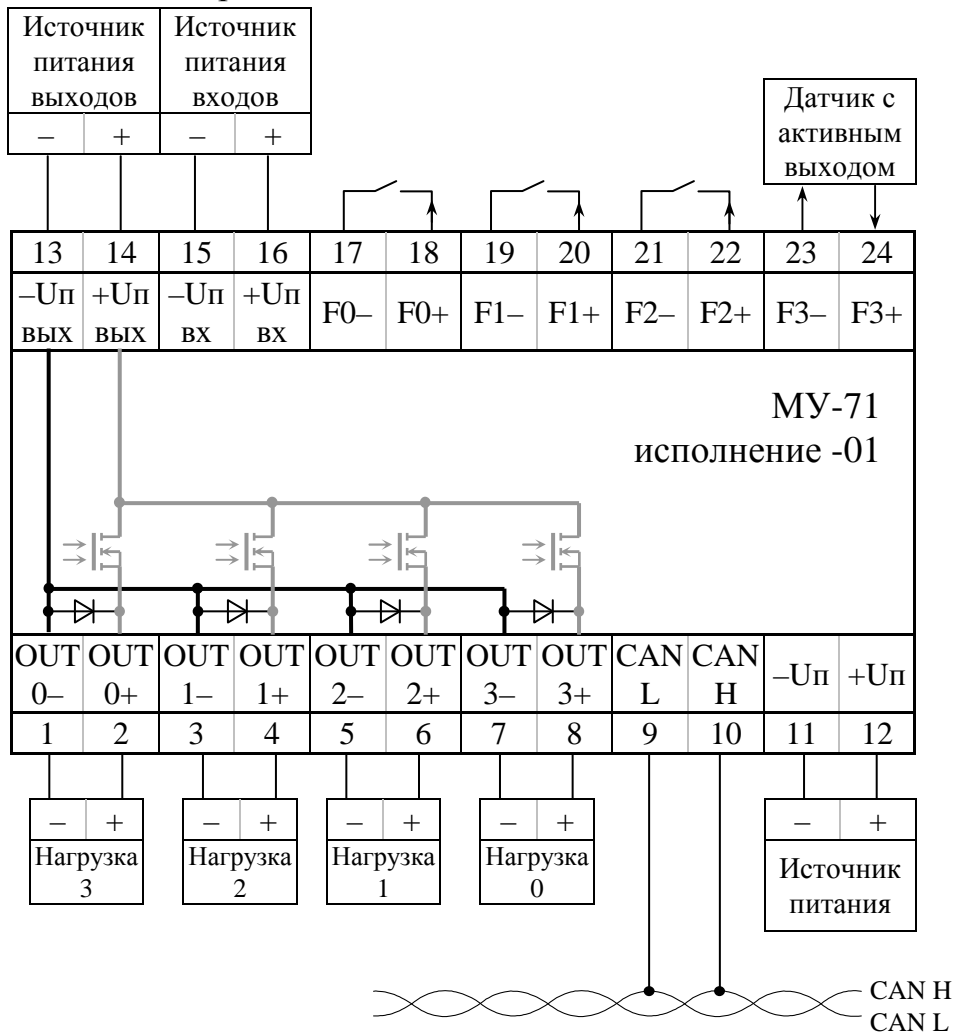 Источник Источник
питания питания
выходов входов
– + – +
Датчик с
активным
выходом
13 14 15 16 17 18 19 20 21 22 23 24
–Uп +Uп –Uп +Uп F0– F0+ F1– F1+ F2– F2+ F3– F3+
вых вых вх вх
МУ-71
исполнение -01
OUT OUT OUT OUT OUT OUT OUT OUT CAN CAN –Uп +Uп
0– 0+ 1– 1+ 2– 2+ 3– 3+ L H
1 2 3 4 5 6 7 8 9 10 11 12
– + – + – + – + – +
Нагрузка Нагрузка Нагрузка Нагрузка
3 2 1 0
Источник
питания
CAN H
CAN L